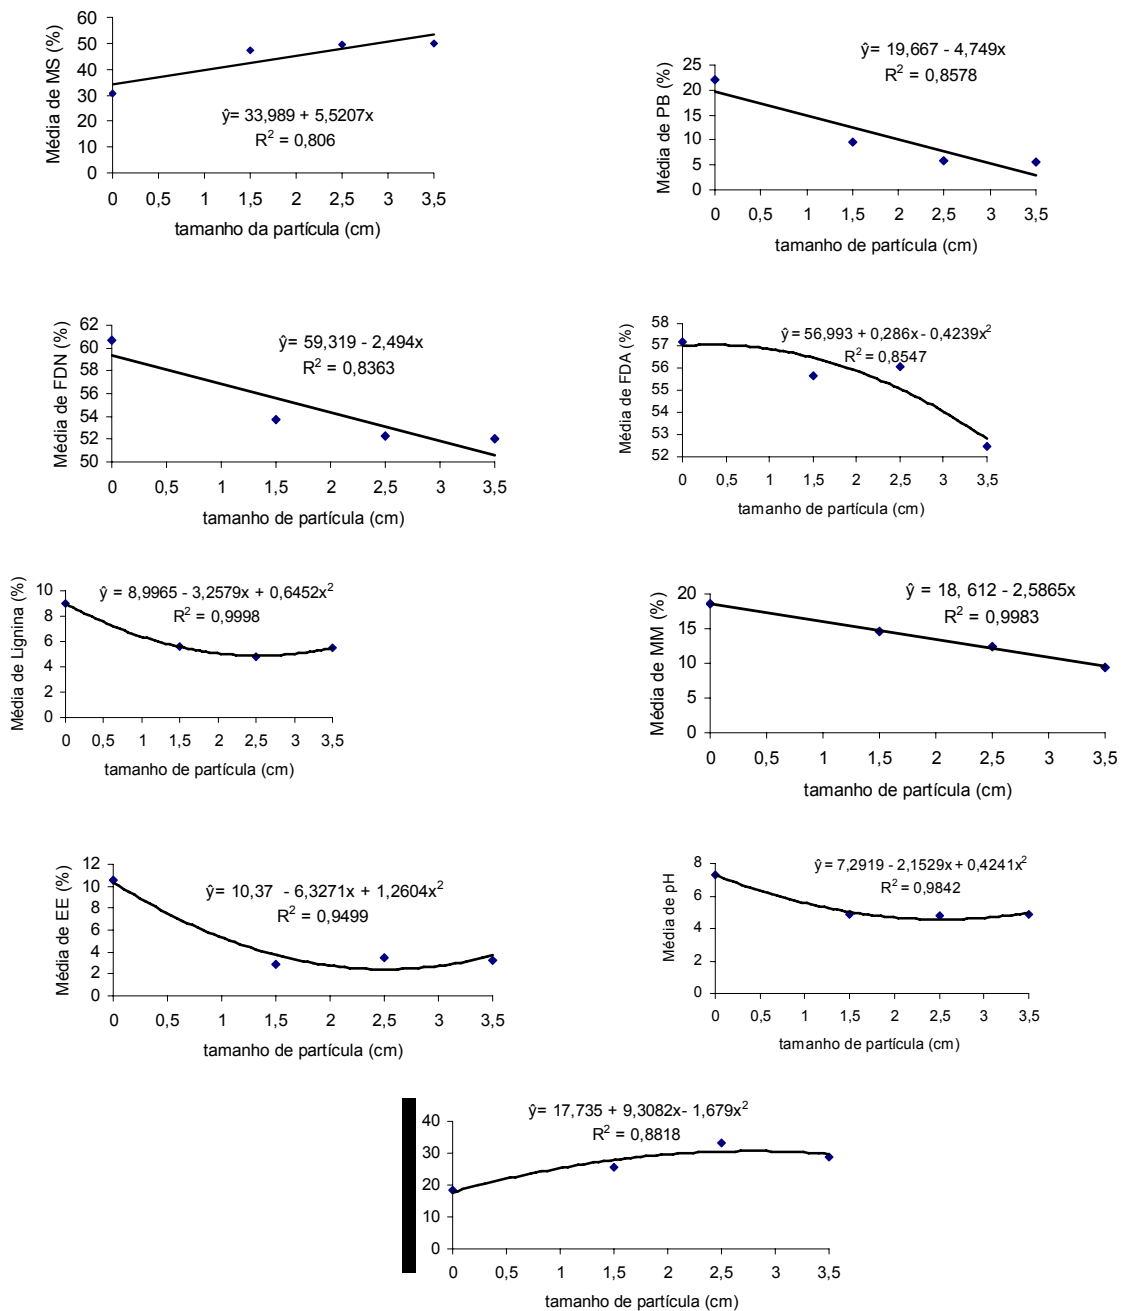 Média de MS (%)
60
50
40
30
20
10
0
ŷ= 33,989 + 5,5207x
R² = 0,806
0 0,5 1 1,5 2 2,5 3 3,5
tamanho da partícula (cm)
Média de PB (%)
25
20
15
10
5
0
ŷ= 19,667 - 4,749x
R² = 0,8578
0 0,5 1 1,5 2 2,5 3 3,5
tamanho de partícula (cm)
Média de FDN (%)
62
60
58
56
54
52
50
ŷ= 59,319 - 2,494x
R² = 0,8363
0 0,5 1 1,5 2 2,5 3 3,5
tamanho de partícula (cm)
Média de FDA (%)
58
57
56
55
54
53
52
ŷ= 56,993 + 0,286x - 0,4239x²
R² = 0,8547
0 0,5 1 1,5 2 2,5 3 3,5
tamanho de partícula (cm)
Média de Lignina (%)
10
8
6
4
2
0
ŷ = 8,9965 - 3,2579x + 0,6452x²
R² = 0,9998
0 0,5 1 1,5 2 2,5 3 3,5
tamanho de partícula (cm)
Média de MM (%)
20
15
10
5
0
ŷ = 18, 612 - 2,5865x
R² = 0,9983
0 0,5 1 1,5 2 2,5 3 3,5
tamanho de partícula (cm)
Média de EE (%)
12
10
8
6
4
2
0
ŷ= 10,37 - 6,3271x + 1,2604x²
R² = 0,9499
0 0,5 1 1,5 2 2,5 3 3,5
tamanho de partícula (cm)
Média de pH
8
6
4
2
0
ŷ = 7,2919 - 2,1529x + 0,4241x²
R² = 0,9842
0 0,5 1 1,5 2 2,5 3 3,5
tamanho de partícula (cm)
40
30
20
10
0
ŷ= 17,735 + 9,3082x- 1,679x²
R² = 0,8818
0 0,5 1 1,5 2 2,5 3 3,5
tamanho de partícula (cm)